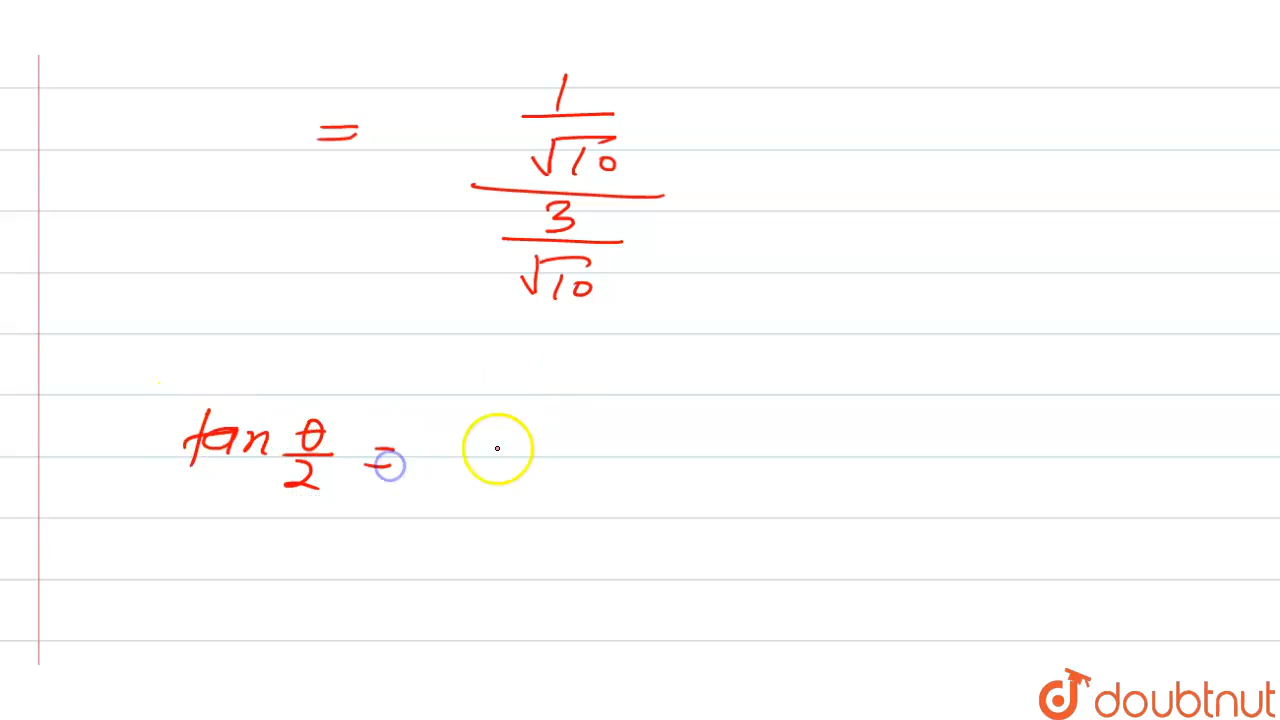 = 1/√10
3/√10
tan θ/2 =
doubtnut